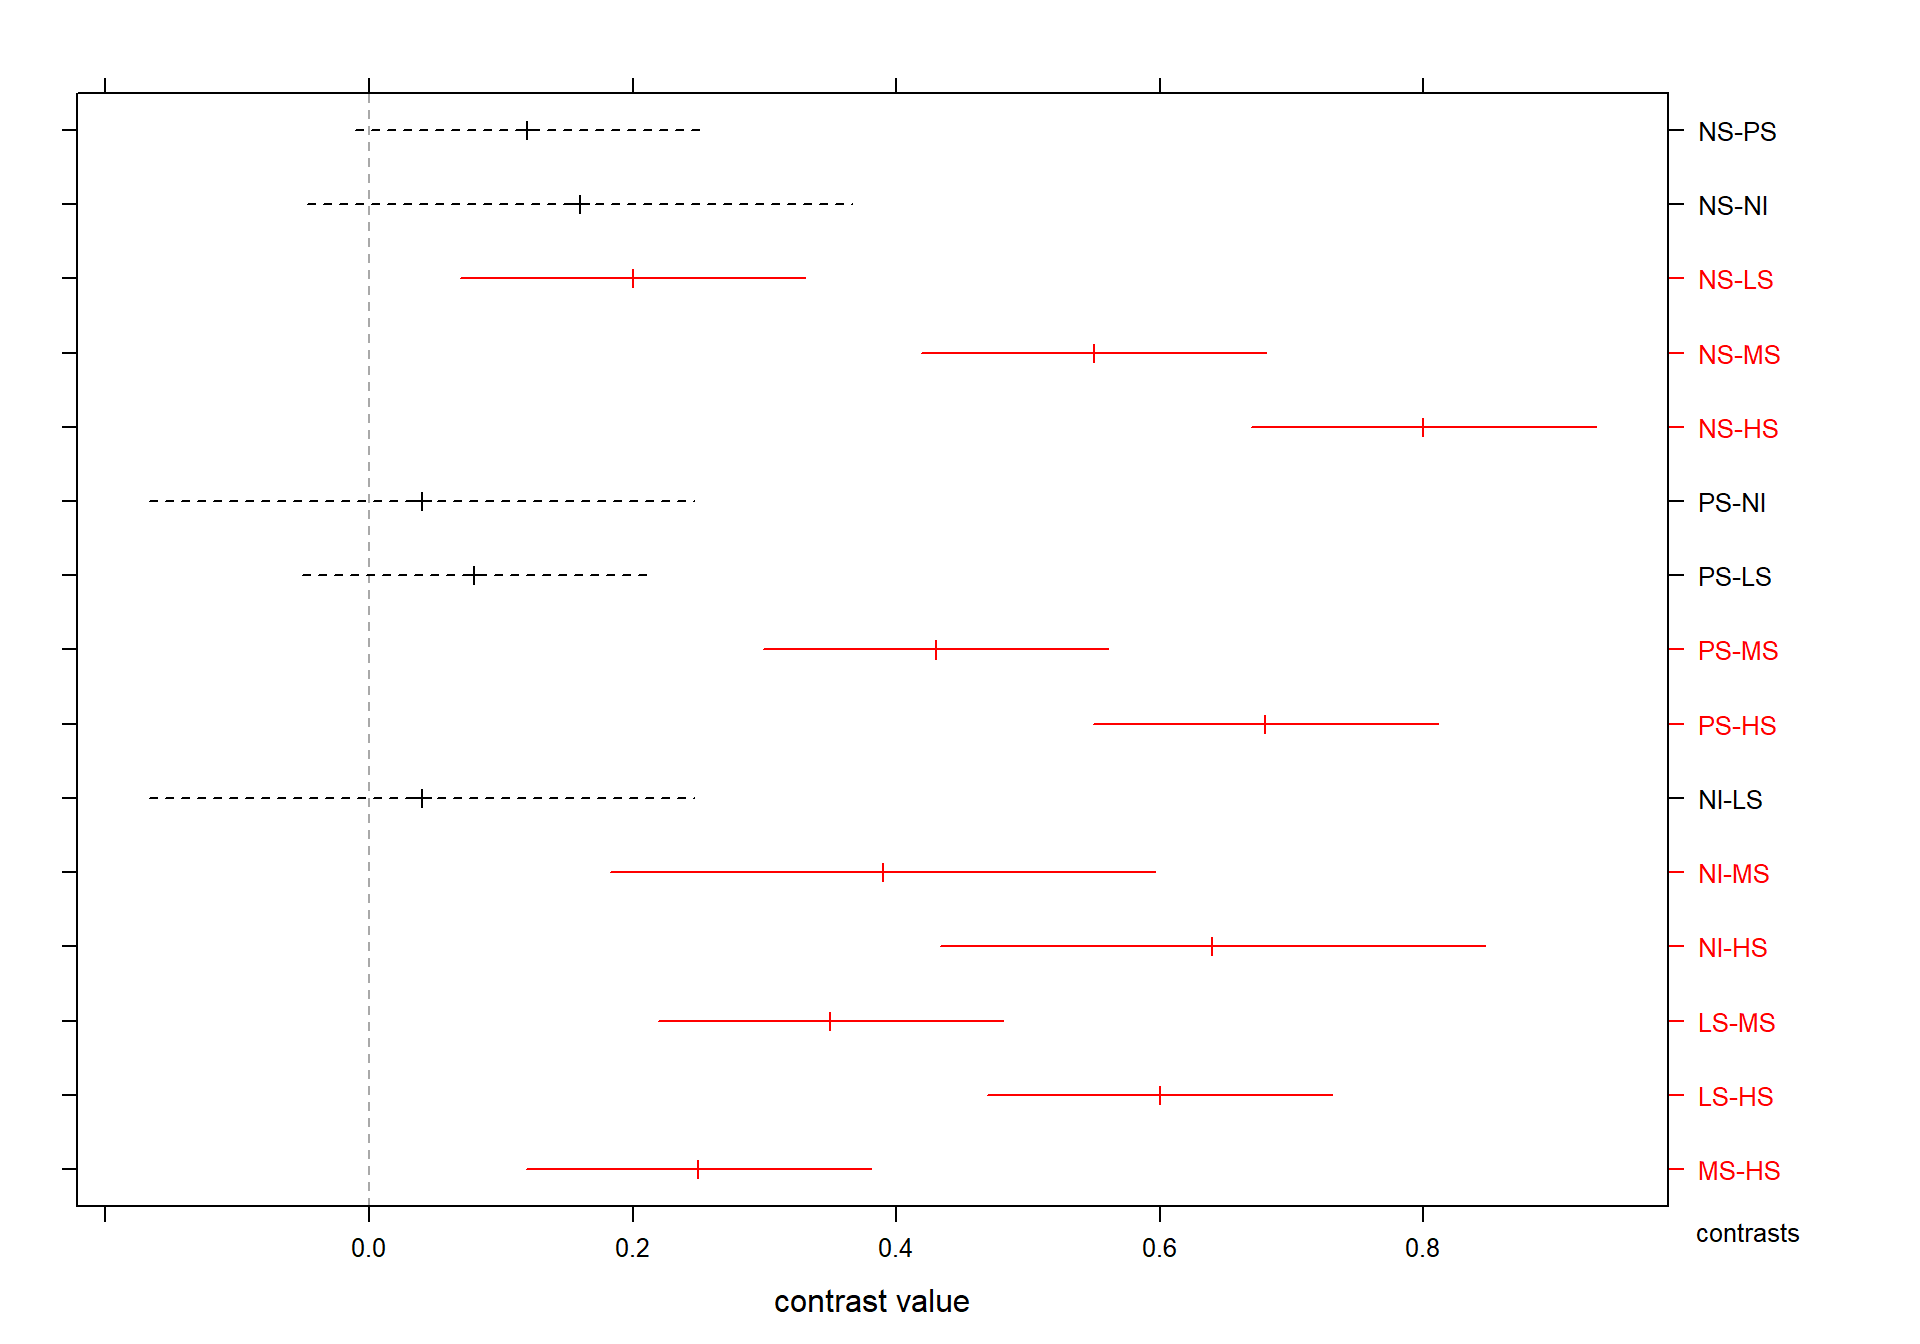 NS-PS
NS-NI
NS-LS
NS-MS
NS-HS
PS-NI
PS-LS
PS-MS
PS-HS
NI-LS
NI-MS
NI-HS
LS-MS
LS-HS
MS-HS
contrasts
0.0 0.2 0.4 0.6 0.8
contrast value